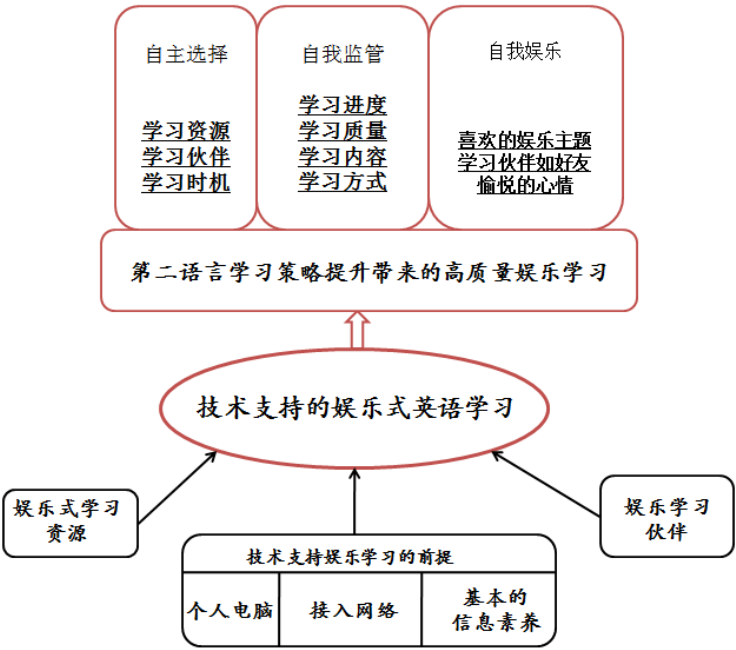 自主选择
学习资源
学习伙伴
学习时机
自我监管
学习进度
学习质量
学习内容
学习方式
自我娱乐
喜欢的娱乐主题
学习伙伴如好友
愉悦的心情
第二语言学习策略提升带来的高质量娱乐学习
技术支持的娱乐式英语学习
娱乐式学习
资源
技术支持娱乐学习的前提
个人电脑
接入网络
基本的
信息素养
娱乐学习
伙伴